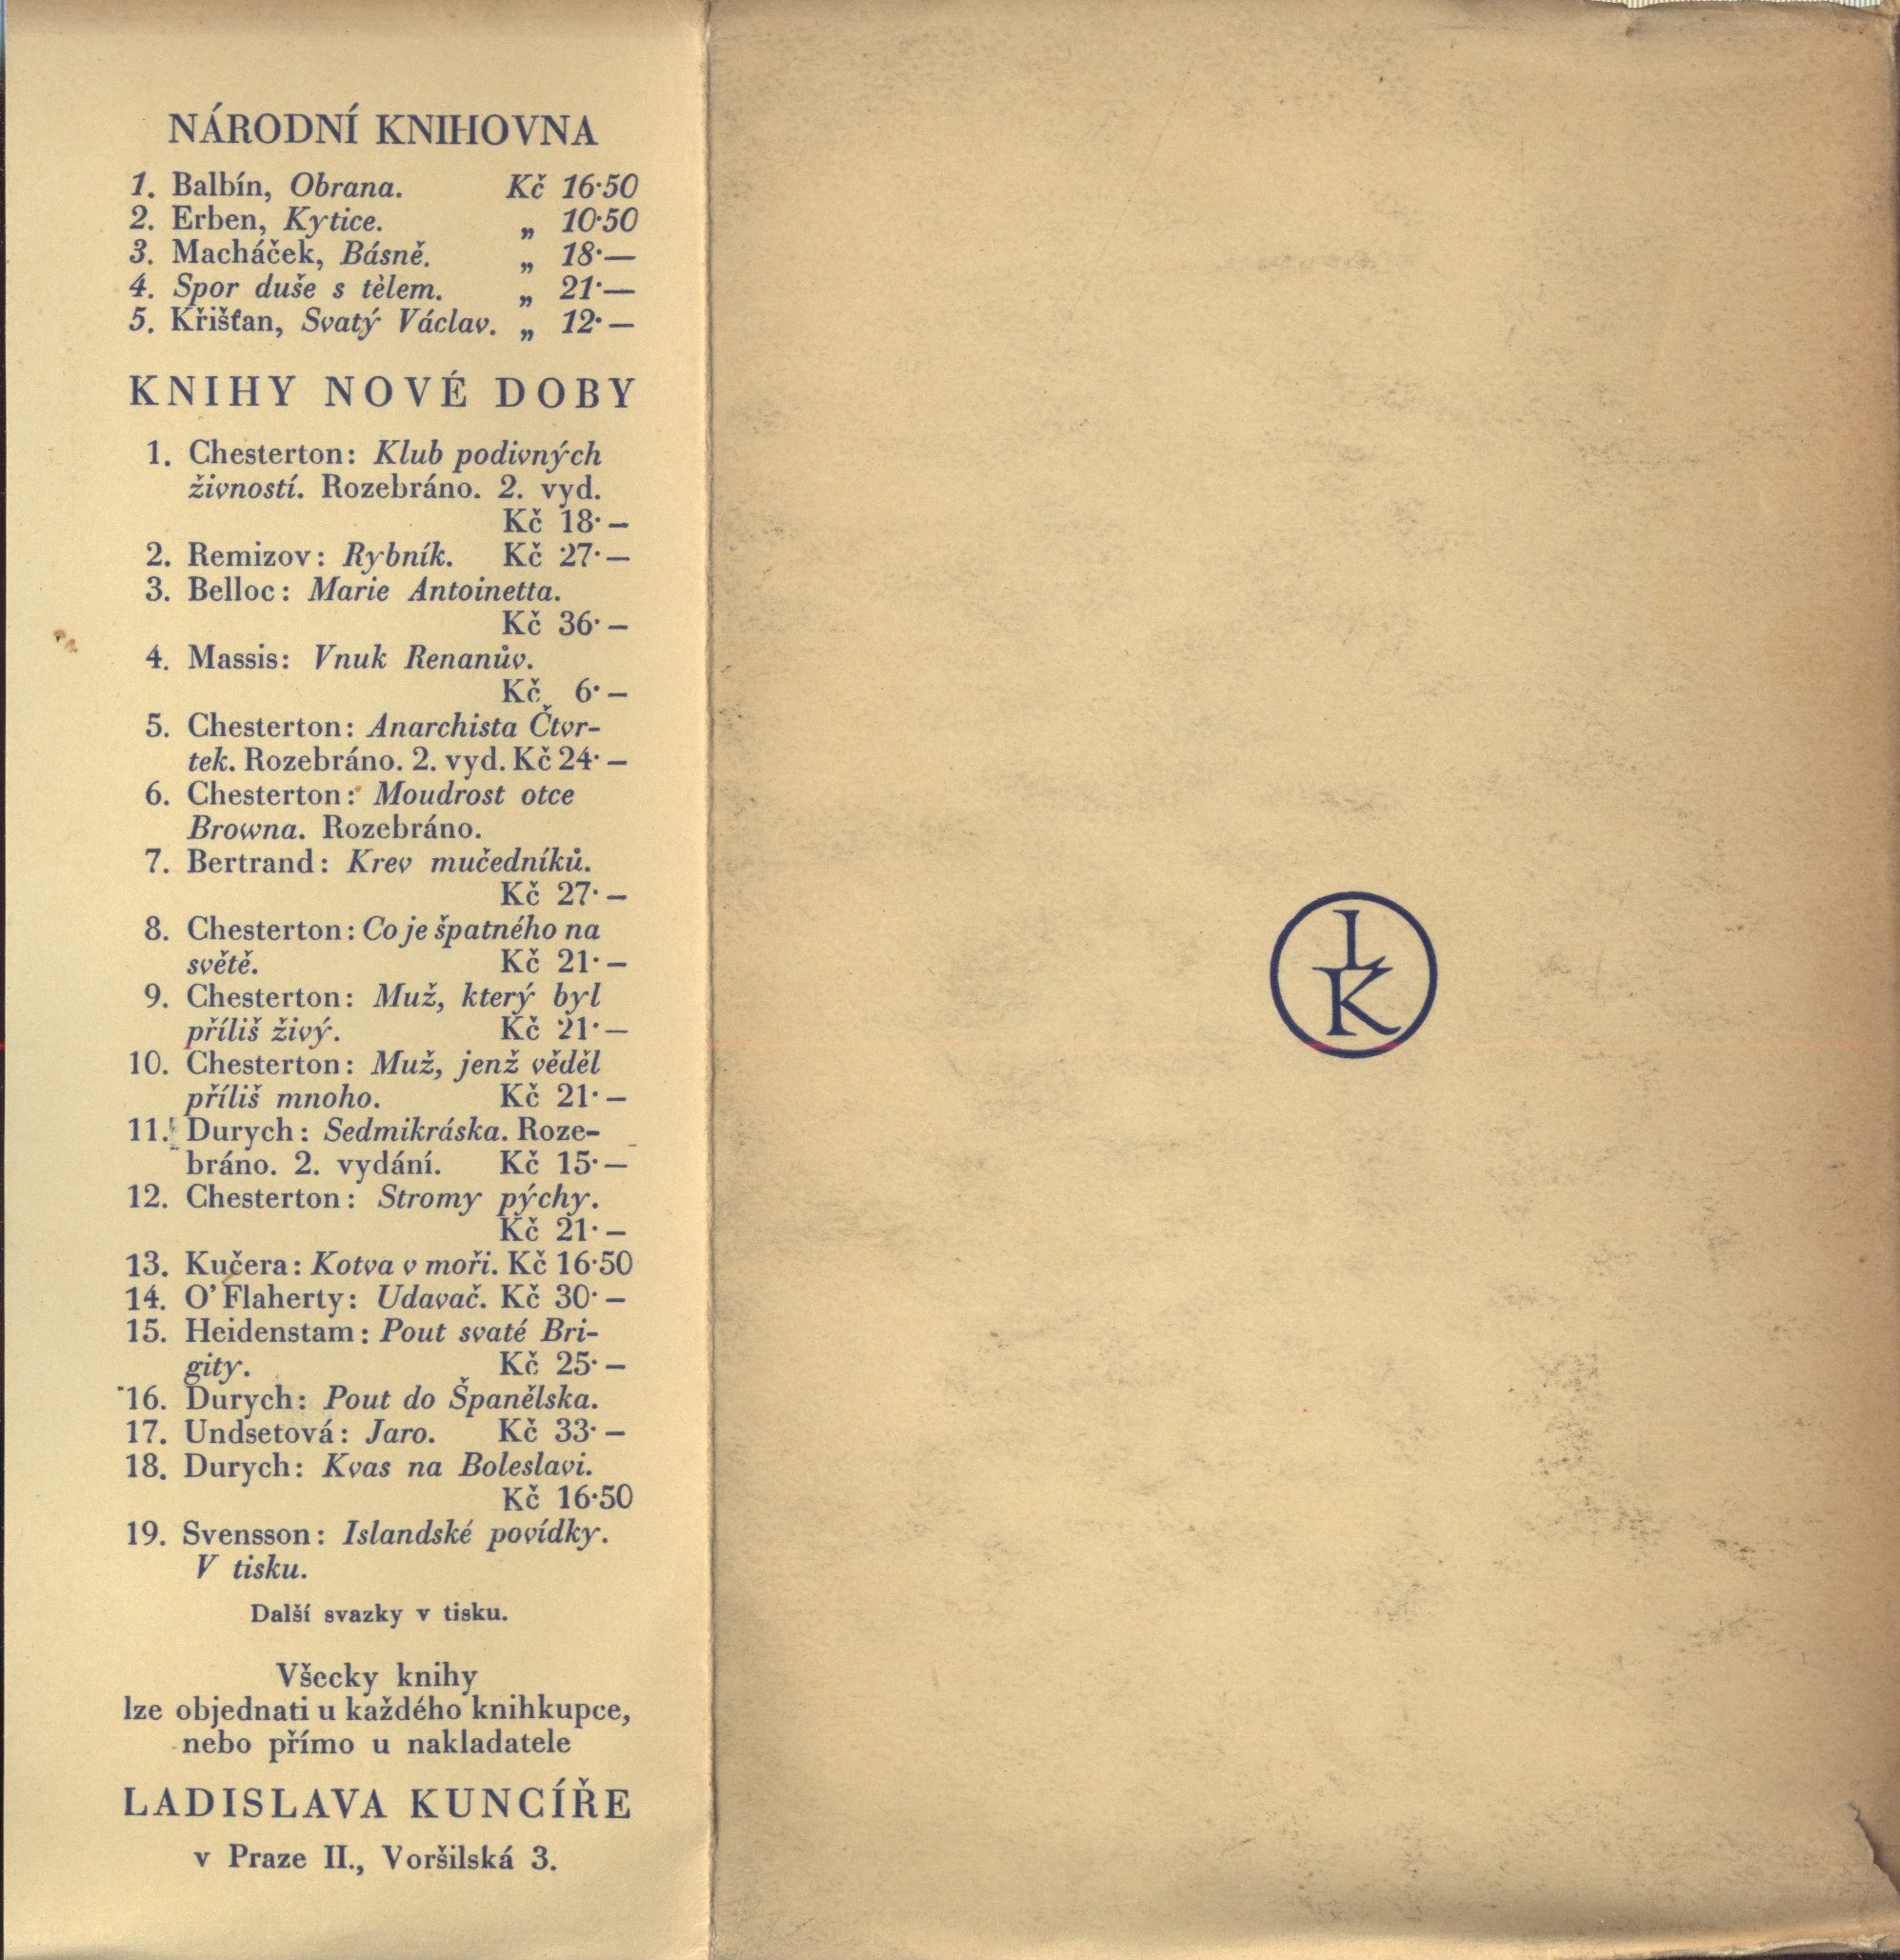 NÁRODNÍ KNIHOVNA
1. Balbín, Obrana. Kč 16·50
2. Erben, Kytice. „ 10·50
3. Macháček, Básně. „ 18·—
4. Spor duše s tělem. „ 21·—
5. Křišťan, Svatý Václav. „ 12·—
KNIHY NOVÉ DOBY
1. Chesterton: Klub podivných
živností. Rozebráno. 2. vyd.
Kč 18·—
2. Remizov: Rybník. Kč 27·—
3. Belloc: Marie Antoinetta.
Kč 36·—
4. Massis: Vnuk Renanův.
Kč 6·—
5. Chesterton: Anarchista Čtvr-
tek. Rozebráno. 2. vyd. Kč 24·—
6. Chesterton: Moudrost otce
Browna. Rozebráno.
7. Bertrand: Krev mučedníků.
Kč 27·—
8. Chesterton: Co je špatného na
světě. Kč 21·—
9. Chesterton: Muž, který byl
příliš živý. Kč 21·—
10. Chesterton: Muž, jenž věděl
příliš mnoho. Kč 21·—
11. Durych: Sedmikráska. Roze-
bráno. 2. vydání. Kč 15·—
12. Chesterton: Stromy pýchy.
Kč 21·—
13. Kučera: Kotva v moři. Kč 16·50
14. O'Flaherty: Udavač. Kč 30·—
15. Heidenstam: Pout svaté Bri-
gity. Kč 25·—
16. Durych: Pout do Španělska.
17. Undsetová: Jaro. Kč 33·—
18. Durych: Kvas na Boleslavi.
Kč 16·50
19. Svensson: Islandské povídky.
V tisku.
Další svazky v tisku.
Všecky knihy
lze objednati u každého knihkupce,
nebo přímo u nakladatele
LADISLAVA KUNCÍŘE
v Praze II., Voršilská 3.
LK